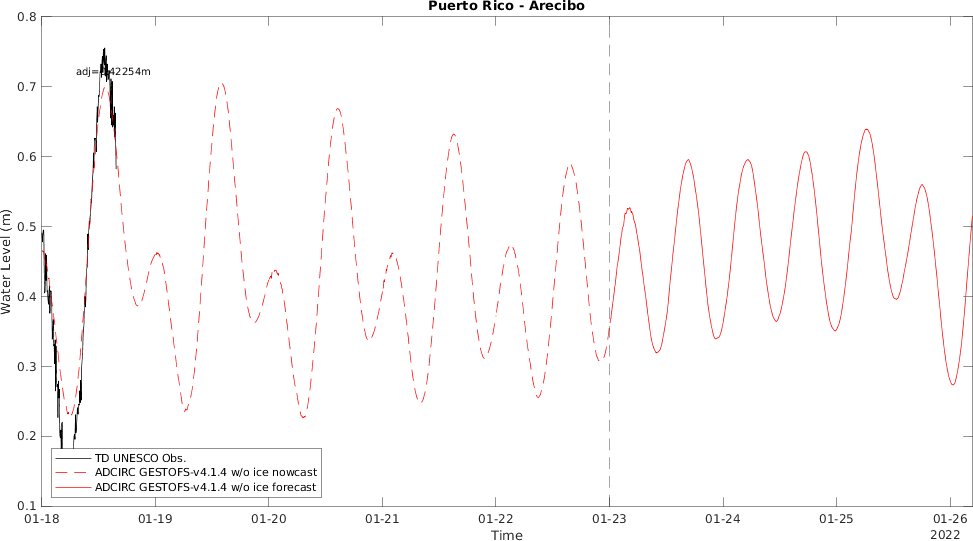 Puerto Rico - Arecibo
0.8
0.7
0.6
0.5
0.4
0.3
0.2
0.1
Water Level (m)
TD UNESCO Obs.
ADCIRC GESTOFS-v4.1.4 w/o ice nowcast
ADCIRC GESTOFS-v4.1.4 w/o ice forecast
01-18 01-19 01-20 01-21 01-22 01-23 01-24 01-25 01-26
Time
2022